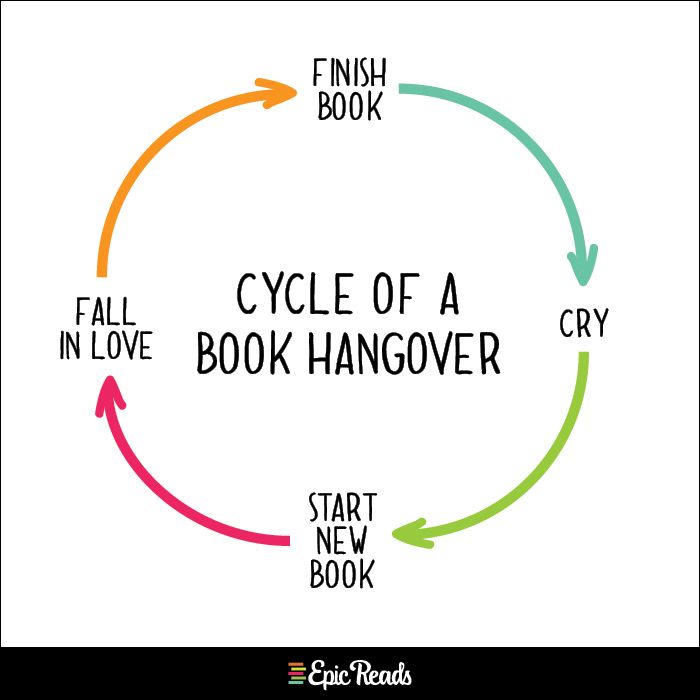 FINISH
BOOK
CYCLE OF A
BOOK HANGOVER
CRY
START
NEW
BOOK
FALL
IN LOVE
Epic Reads